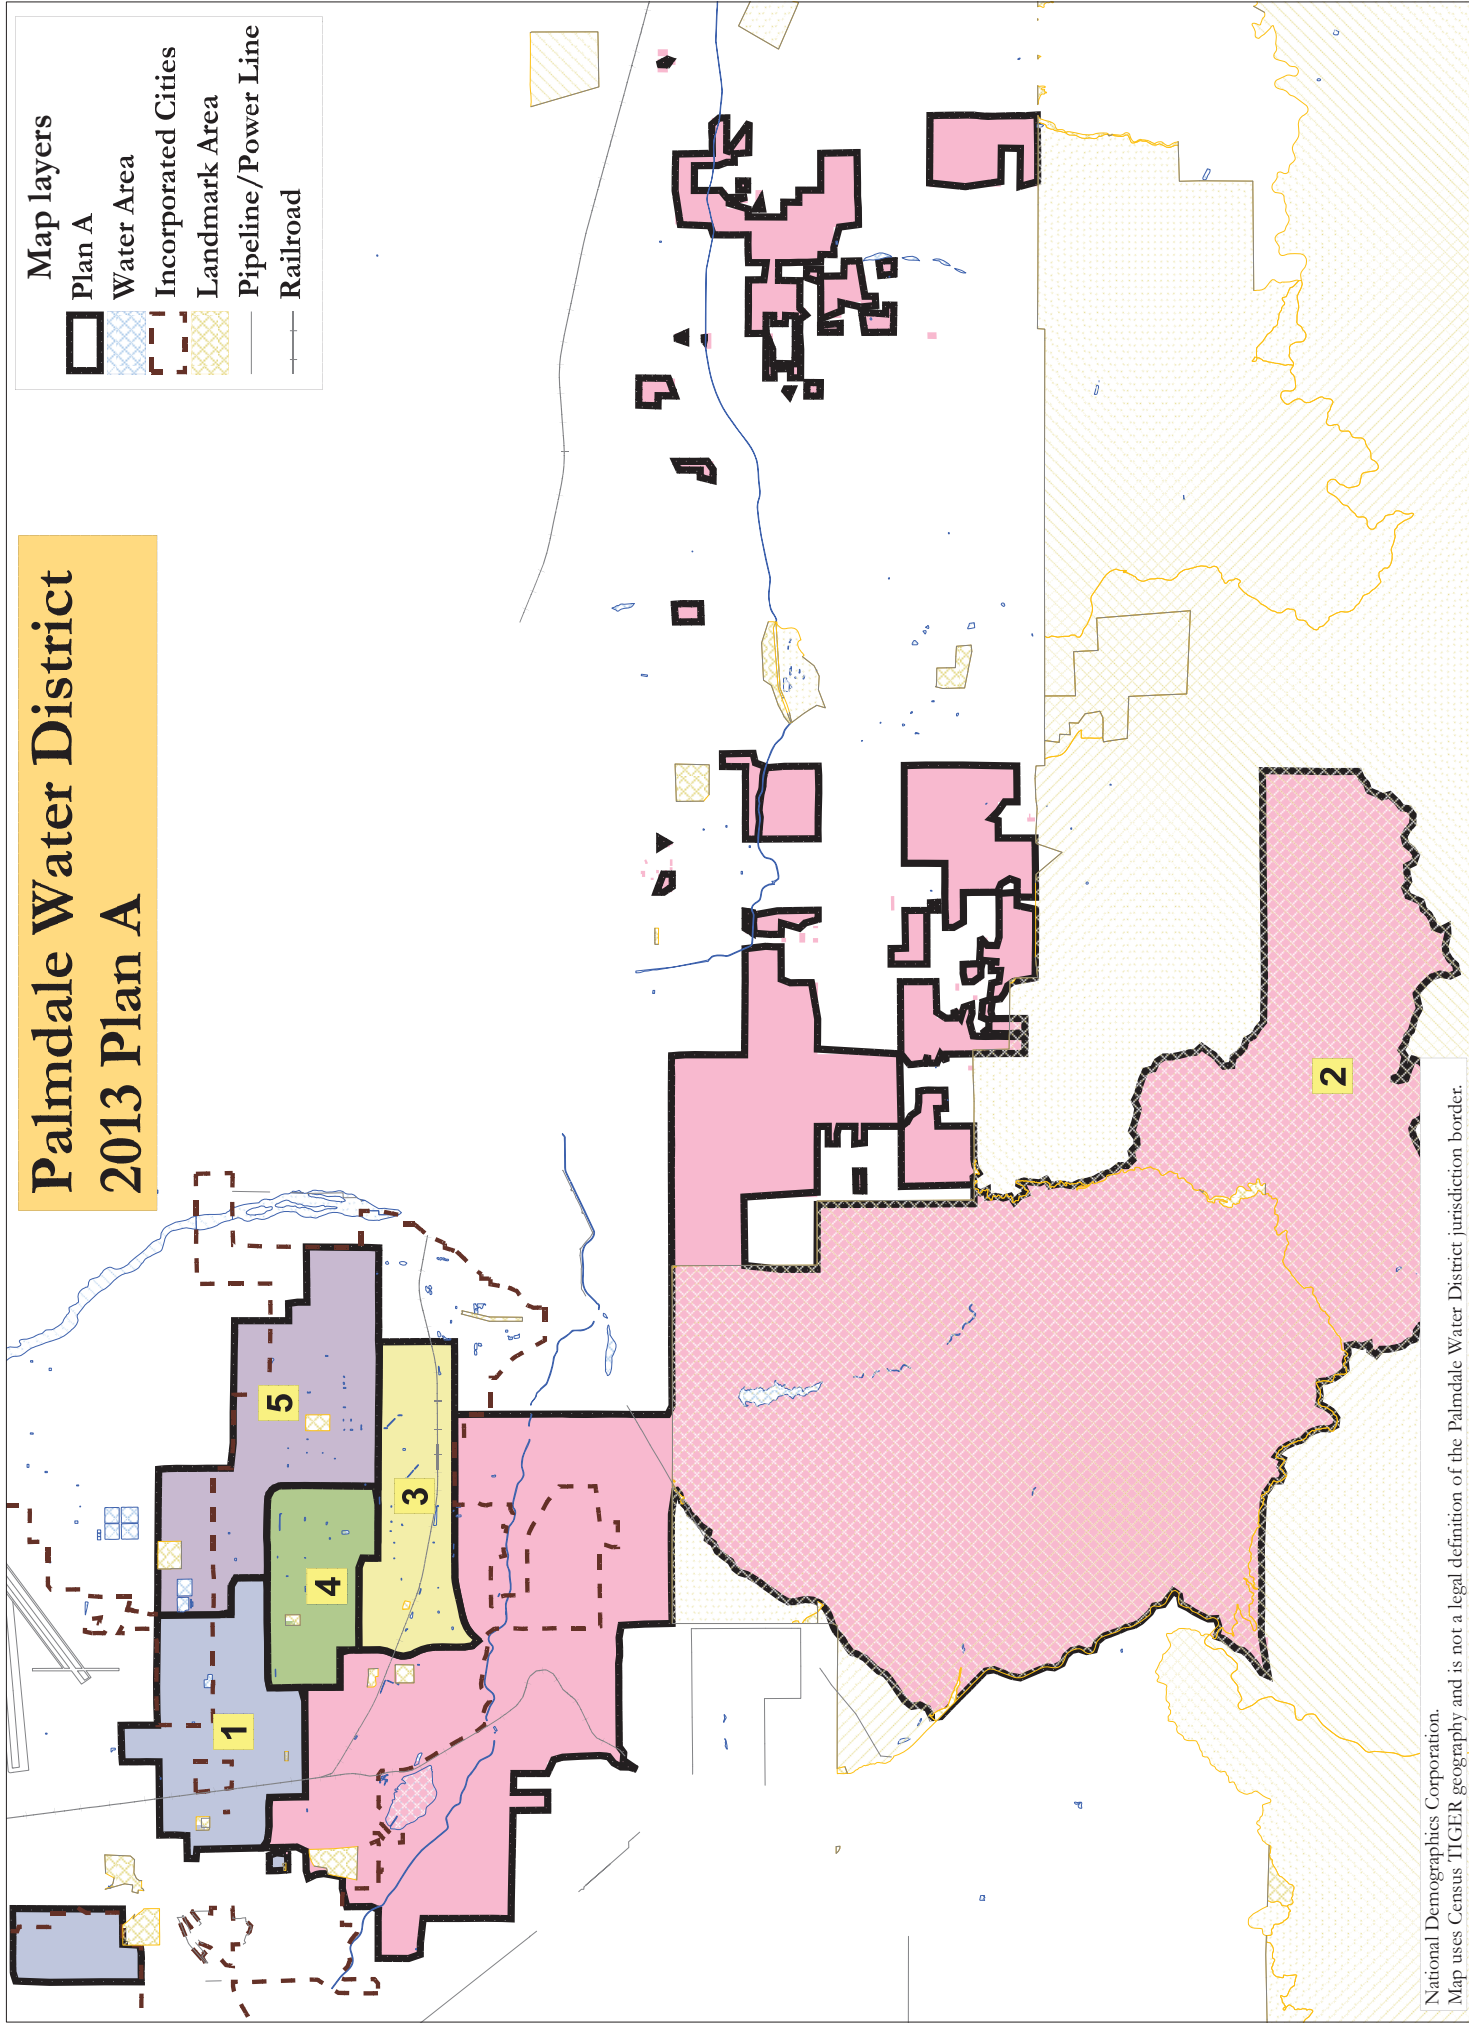 Palmdale Water District
2013 Plan A
Map layers
Plan A
Water Area
Incorporated Cities
Landmark Area
Pipeline/Power Line
Railroad
1
5
4
3
2
National Demographics Corporation.
Map uses Census TIGER geography and is not a legal definition of the Palmdale Water District jurisdiction border.